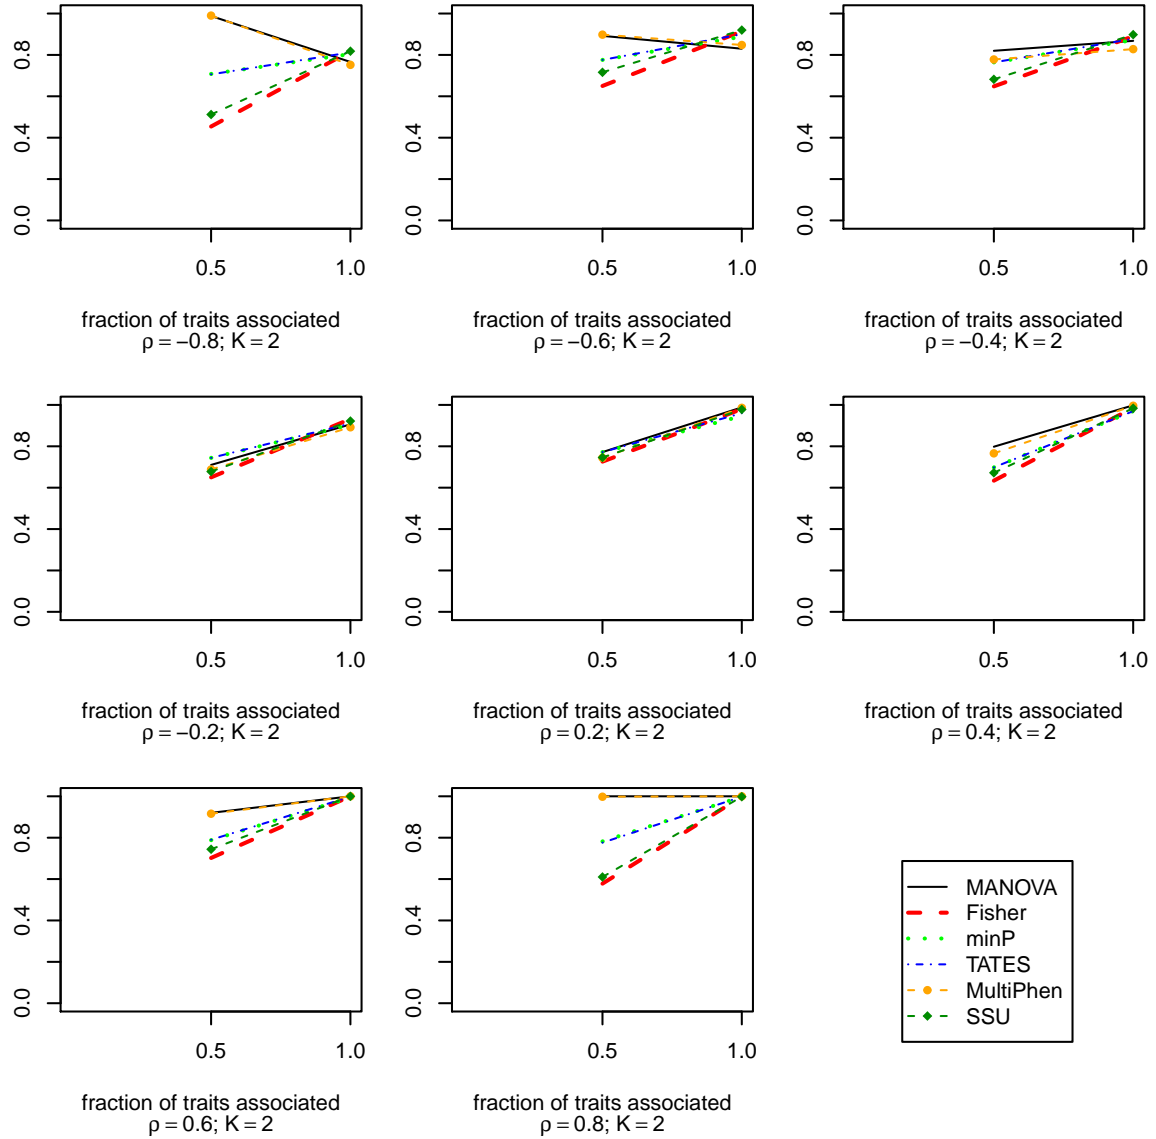 0.0 0.4 0.8
0.5 1.0
fraction of traits associated
ρ = −0.8; K = 2
0.0 0.4 0.8
0.5 1.0
fraction of traits associated
ρ = −0.6; K = 2
0.0 0.4 0.8
0.5 1.0
fraction of traits associated
ρ = −0.4; K = 2
0.0 0.4 0.8
0.5 1.0
fraction of traits associated
ρ = −0.2; K = 2
0.0 0.4 0.8
0.5 1.0
fraction of traits associated
ρ = 0.2; K = 2
0.0 0.4 0.8
0.5 1.0
fraction of traits associated
ρ = 0.4; K = 2
0.0 0.4 0.8
0.5 1.0
fraction of traits associated
ρ = 0.6; K = 2
0.0 0.4 0.8
0.5 1.0
fraction of traits associated
ρ = 0.8; K = 2
MANOVA
Fisher
minP
TATES
MultiPhen
SSU